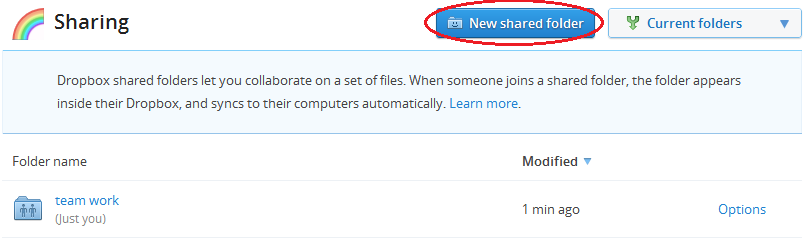 Sharing
New shared folder
Current folders
Dropbox shared folders let you collaborate on a set of files. When someone joins a shared folder, the folder appears
inside their Dropbox, and syncs to their computers automatically. Learn more.
Folder name
Modified
team work
(Just you)
1 min ago
Options